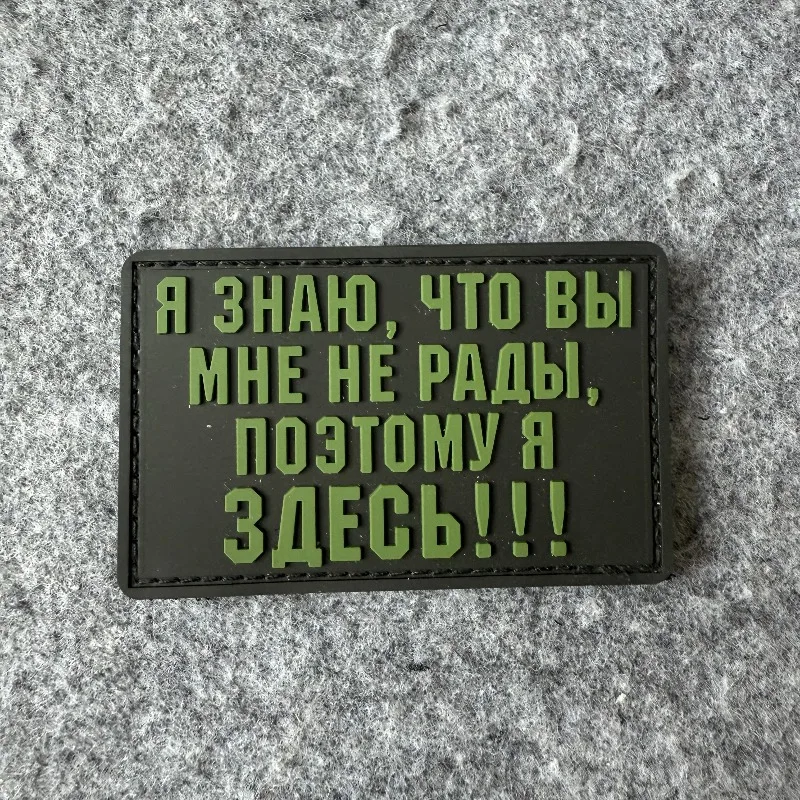 Я ЗНАЮ, ЧТО ВЫ
МНЕ НЕ РАДЫ,
ПОЭТОМУ Я
ЗДЕСЬ!!!